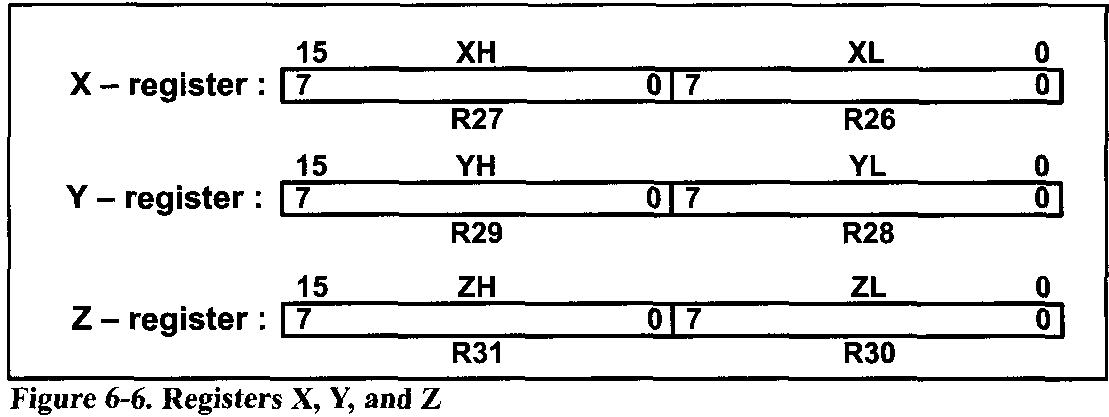 15 XH XL 0
X – register : 7 0 7 0
R27 R26
15 YH YL 0
Y – register : 7 0 7 0
R29 R28
15 ZH ZL 0
Z – register : 7 0 7 0
R31 R30
Figure 6-6. Registers X, Y, and Z